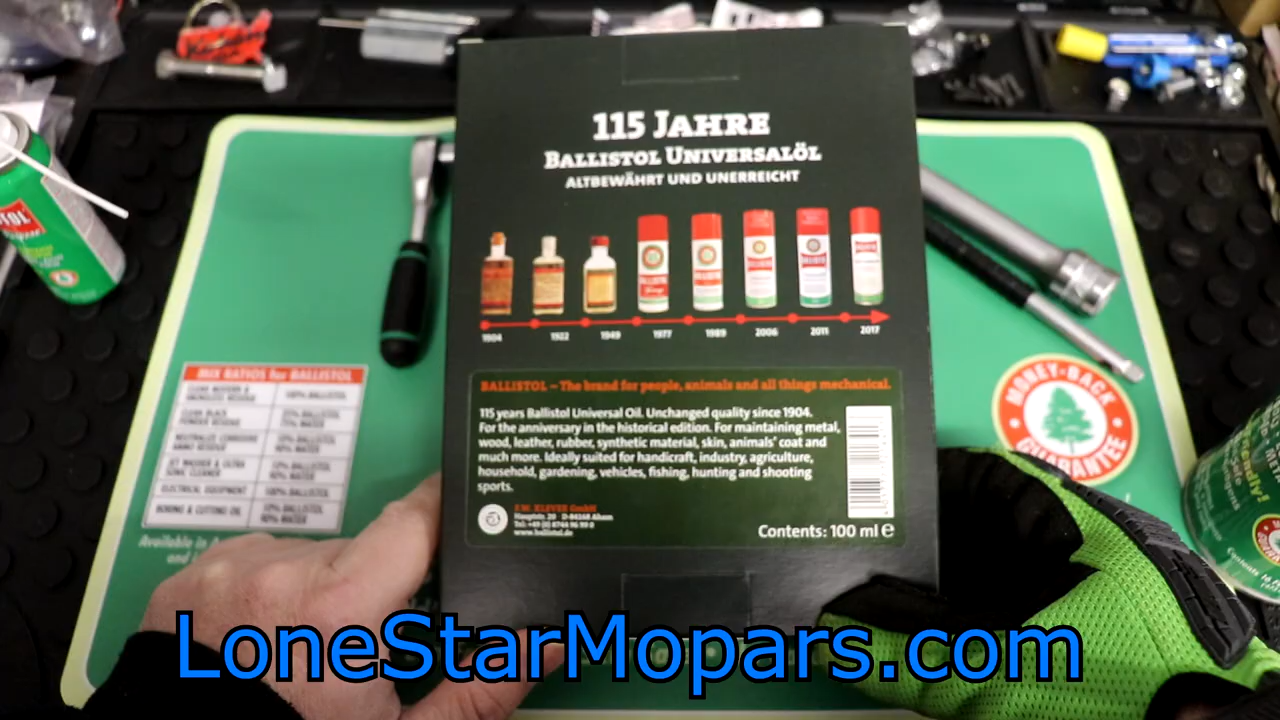 115 JAHRE
BALLISTOL UNIVERSALÖL
ALTBEWÄHRT UND UNERREICHT
1904 1922 1949 1977 1989 2006 2011 2017
BALLISTOL – The brand for people, animals and all things mechanical.
115 years Ballistol Universal Oil. Unchanged quality since 1904.
For the anniversary in the historical edition. For maintaining metal,
wood, leather, rubber, synthetic material, skin, animals' coat and
much more. Ideally suited for handicraft, industry, agriculture,
household, gardening, vehicles, fishing, hunting and shooting
sports.
F.W. KLEVER GmbH
www.ballistol.de
Contents: 100 ml e
MIX RATIOS for BALLISTOL
100% BALLISTOL
ELECTRICAL EQUIPMENT
100% BALLISTOL
Available in
MONEY-BACK
GUARANTEE
LoneStarMopars.com